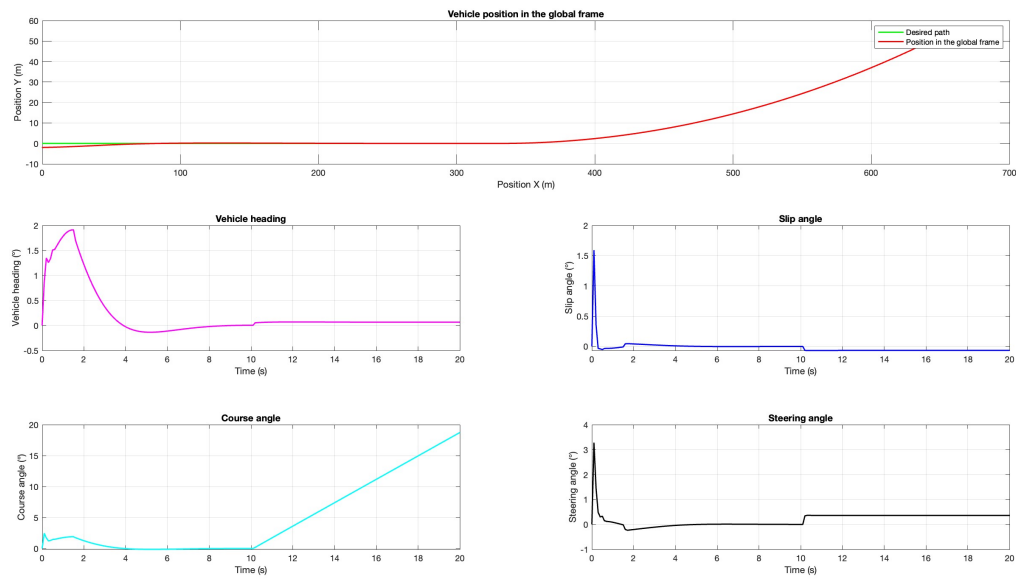 Vehicle position in the global frame
60
50
40
30
20
10
0
-10
Position Y (m)
Desired path
Position in the global frame
0 100 200 300 400 500 600 700
Position X (m)
Vehicle heading
2
1.5
1
0.5
0
-0.5
Vehicle heading (°)
0 2 4 6 8 10 12 14 16 18 20
Time (s)
Slip angle
2
1.5
1
0.5
0
Slip angle (°)
0 2 4 6 8 10 12 14 16 18 20
Time (s)
Course angle
20
15
10
5
0
Course angle (°)
0 2 4 6 8 10 12 14 16 18 20
Time (s)
Steering angle
4
3
2
1
0
-1
Steering angle (°)
0 2 4 6 8 10 12 14 16 18 20
Time (s)